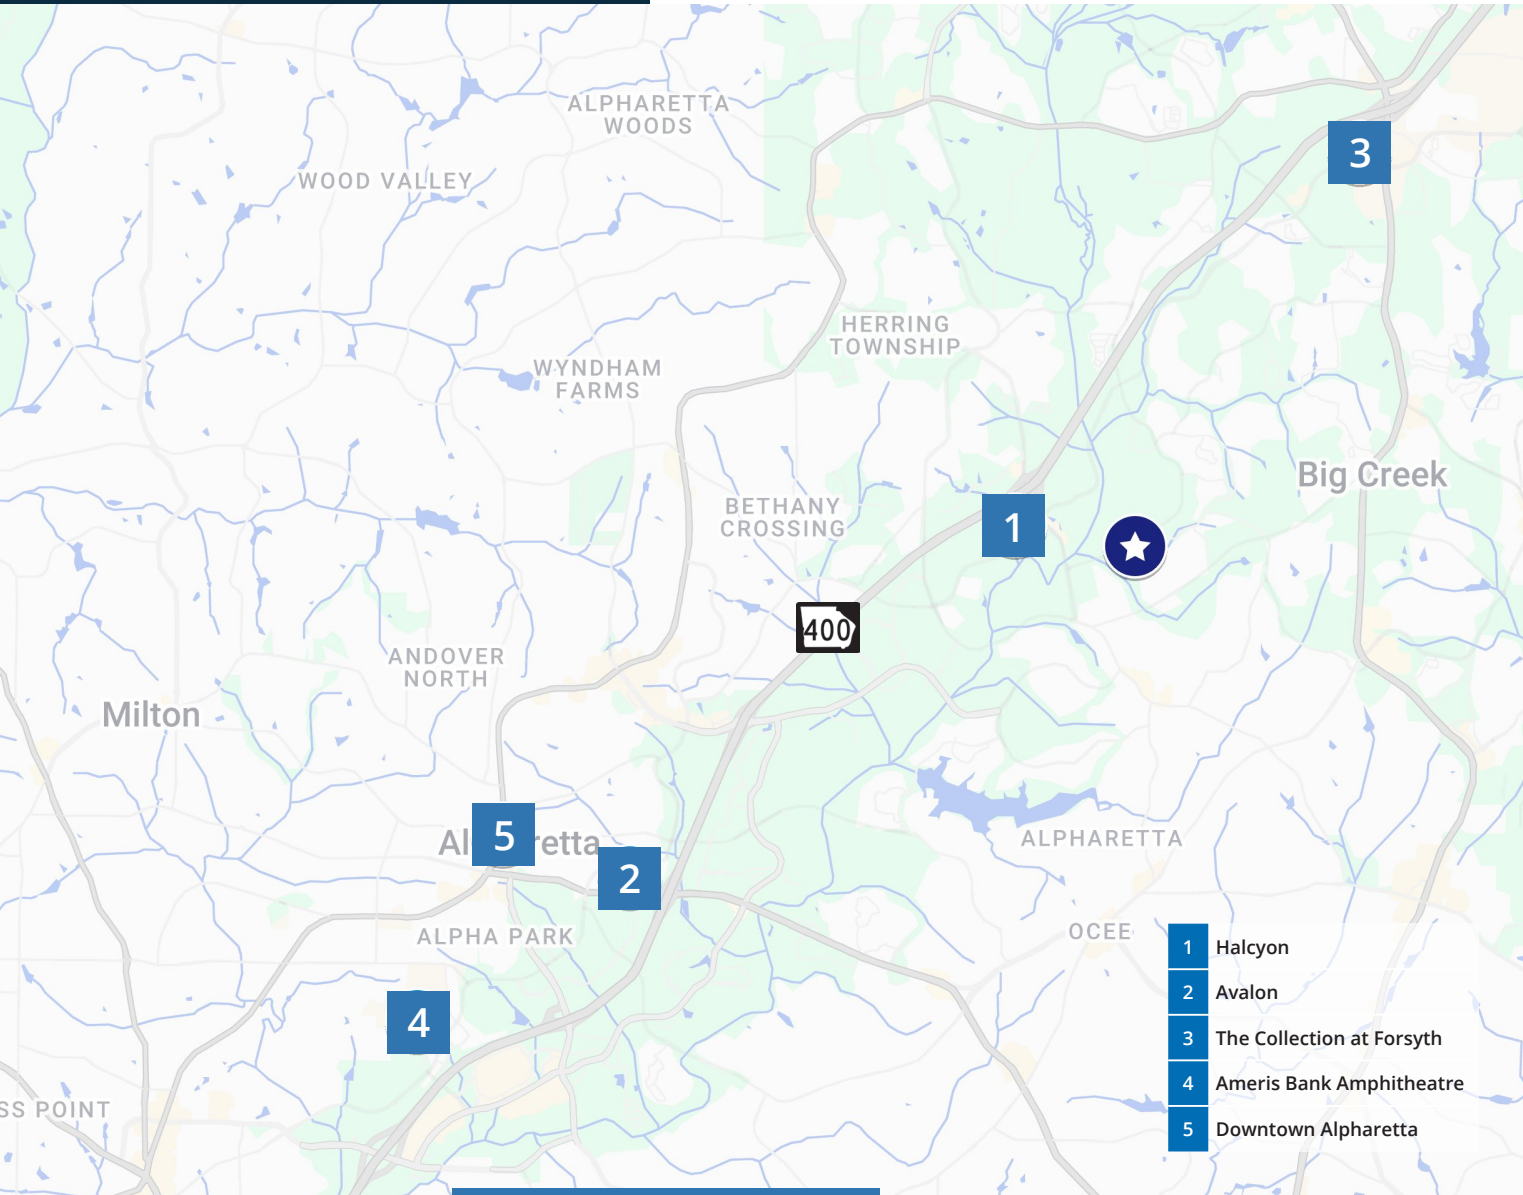 ALPHARETTA
WOODS
WOOD VALLEY
3
HERRING
TOWNSHIP
WYNDHAM
FARMS
Big Creek
BETHANY
CROSSING
1
400
ANDOVER
NORTH
Milton
5
Al retta
2
ALPHARETTA
ALPHA PARK
OCEE
4
SS POINT
1 Halcyon
2 Avalon
3 The Collection at Forsyth
4 Ameris Bank Amphitheatre
5 Downtown Alpharetta